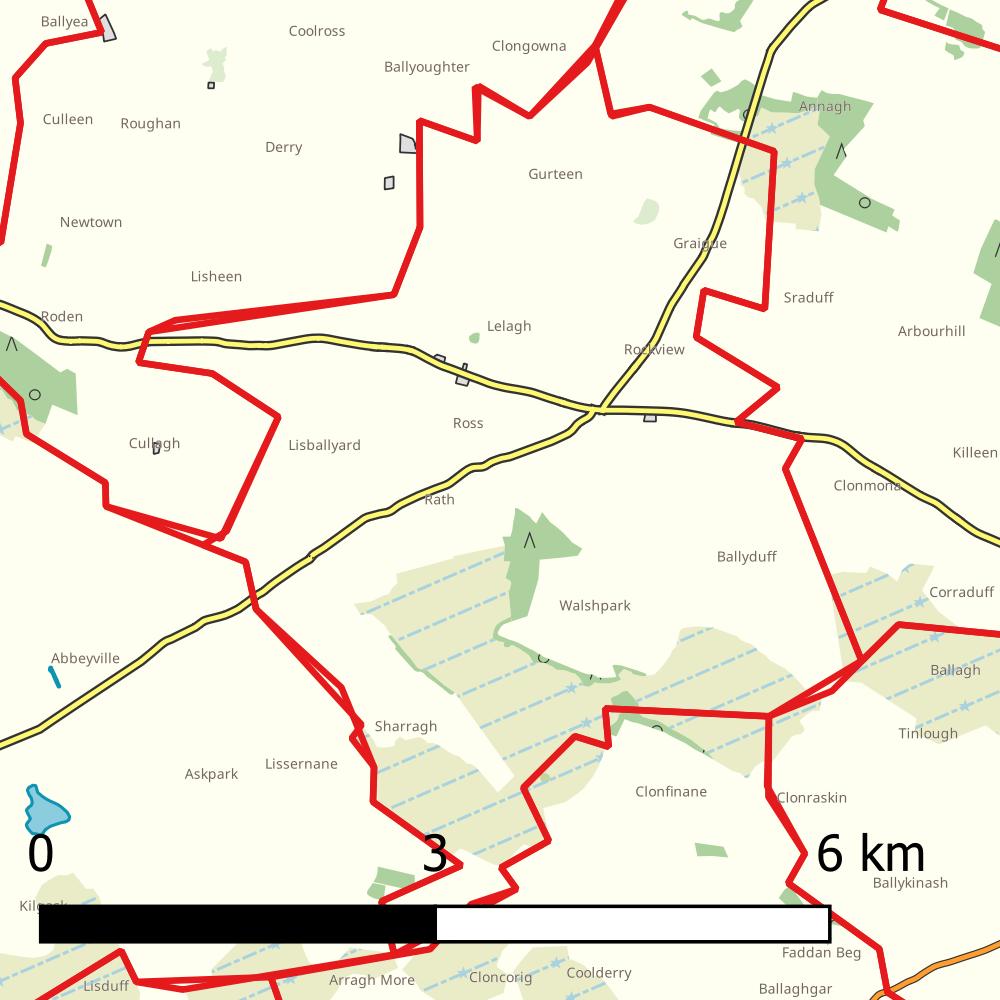 Ballyea
Coolross
Clongowna
Ballyoughter
Annagh
Culleen
Roughan
Derry
Gurteen
Newtown
Graigue
Lisheen
Sraduff
Roden
Lelagh
Arbourhill
Rockview
Ross
Cullagh
Lisballyard
Killeen
Clonmona
Rath
Ballyduff
Corraduff
Walshpark
Abbeyville
Ballagh
Sharragh
Tinlough
Lissernane
Askpark
Clonfinane
Clonraskin
0
3
6 km
Ballykinash
Faddan Beg
Coolderry
Cloncorig
Arragh More
Lisduff
Ballaghgar